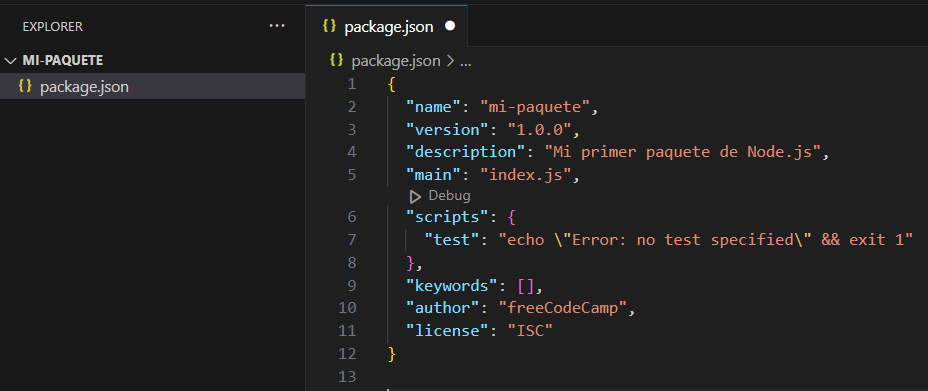 EXPLORER ...
MI-PAQUETE
{} package.json
{} package.json ●
{} package.json > ...
1 {
2 "name": "mi-paquete",
3 "version": "1.0.0",
4 "description": "Mi primer paquete de Node.js",
5 "main": "index.js",
Debug
6 "scripts": {
7 "test": "echo \"Error: no test specified\" && exit 1"
8 },
9 "keywords": [],
10 "author": "freeCodeCamp",
11 "license": "ISC"
12 }
13